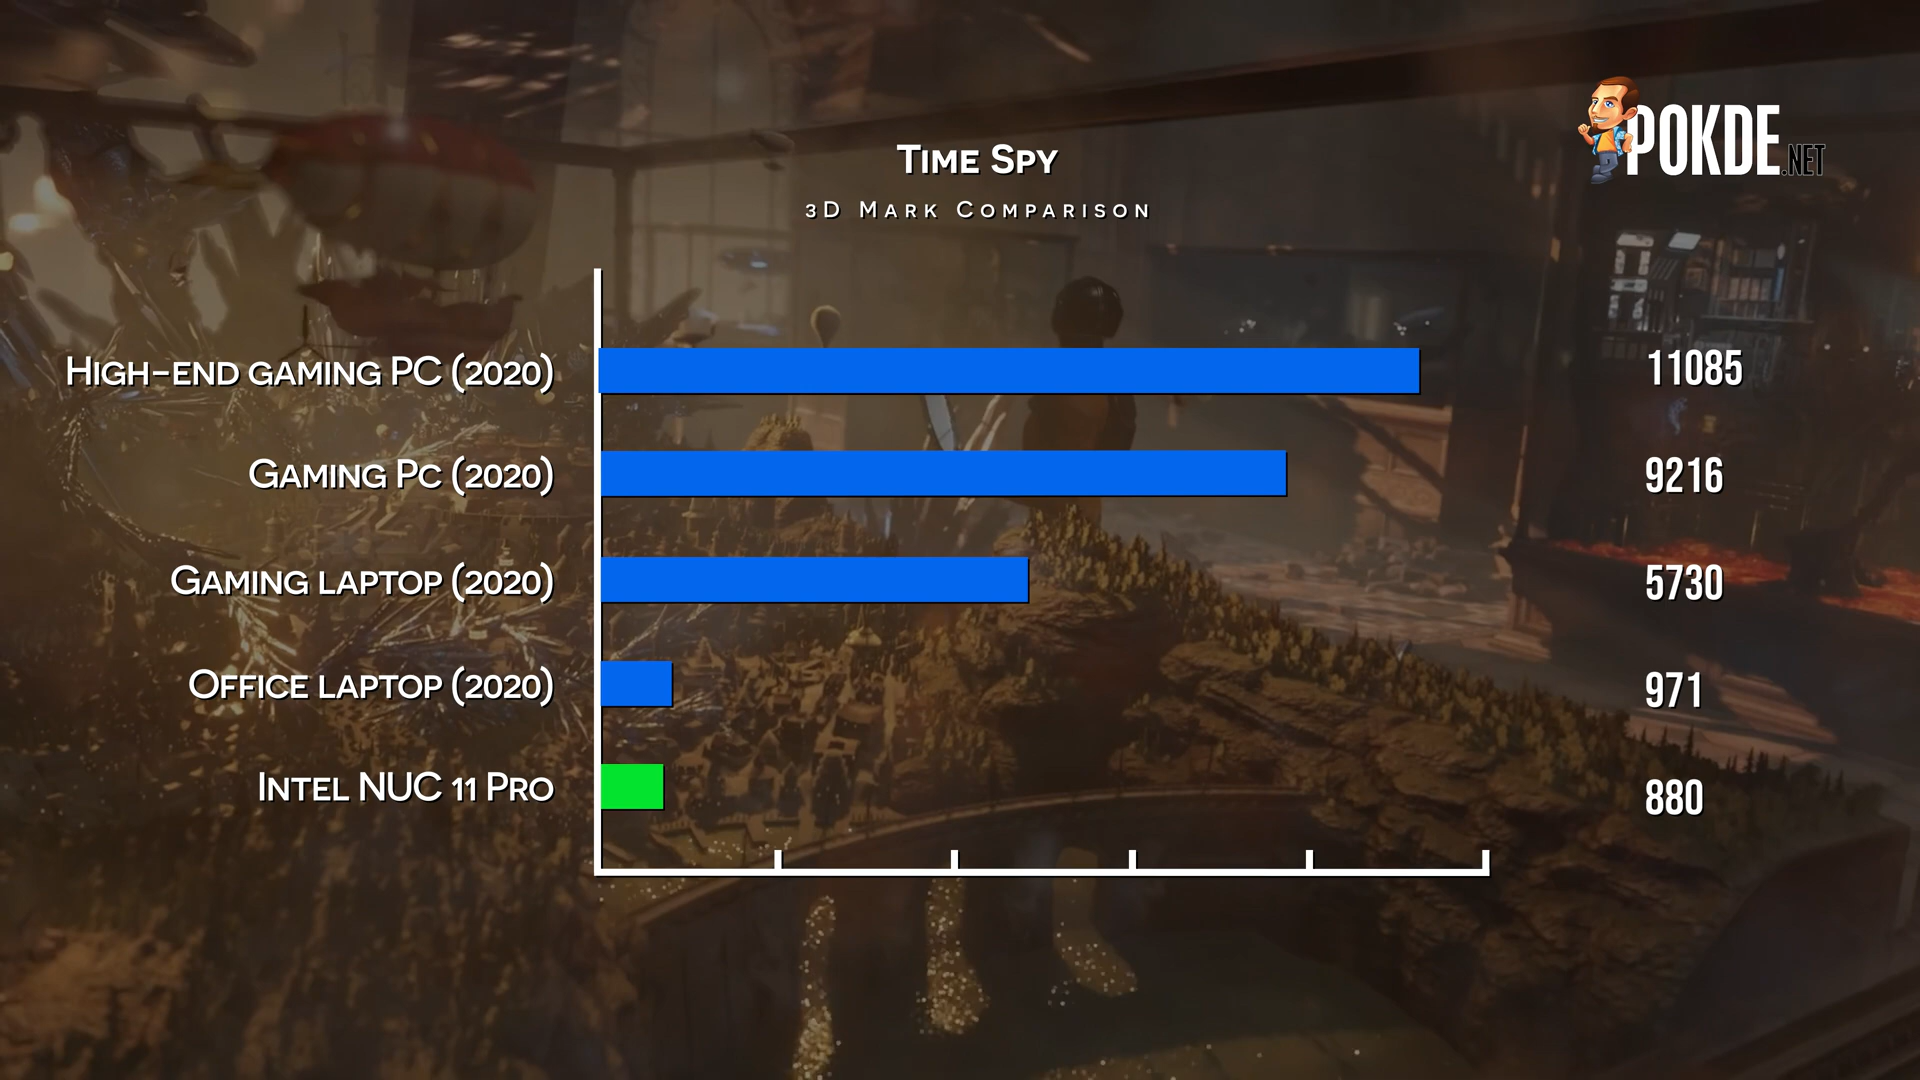 POKDE.NET
Time Spy
3D Mark Comparison
High-end gaming PC (2020) 11085
Gaming Pc (2020) 9216
Gaming laptop (2020) 5730
Office laptop (2020) 971
Intel NUC 11 Pro 880